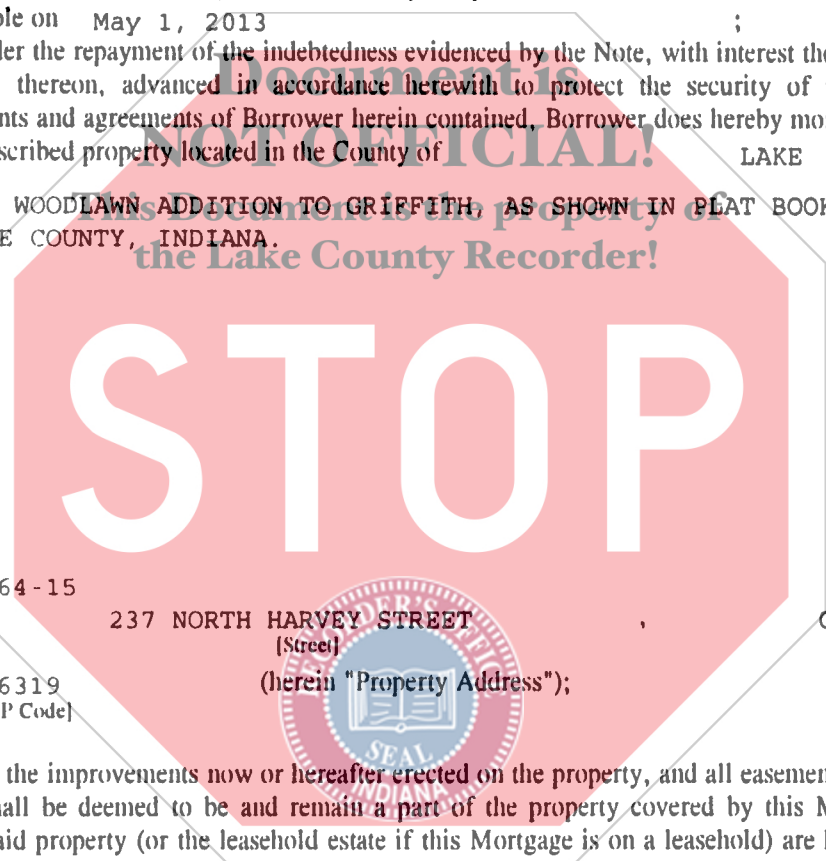 ole on May 1, 2013 ;
der the repayment of the indebtedness evidenced by the Note, with interest the
thereon, advanced in accordance herewith to protect the security of
nts and agreements of Borrower herein contained, Borrower does hereby mo
scribed property located in the County of LAKE
WOODLAWN ADDITION TO GRIFFITH, AS SHOWN IN PLAT BOOK
E COUNTY, INDIANA.
Document is
NOT OFFICIAL!
This Document is the property of
the Lake County Recorder!
STOP
64-15
237 NORTH HARVEY STREET ,
[Street]
6319 (herein "Property Address");
P Code]
RECORDER'S OFFICE
SEAL
INDIANA
the improvements now or hereafter erected on the property, and all easemen
hall be deemed to be and remain a part of the property covered by this M
aid property (or the leasehold estate if this Mortgage is on a leasehold) are